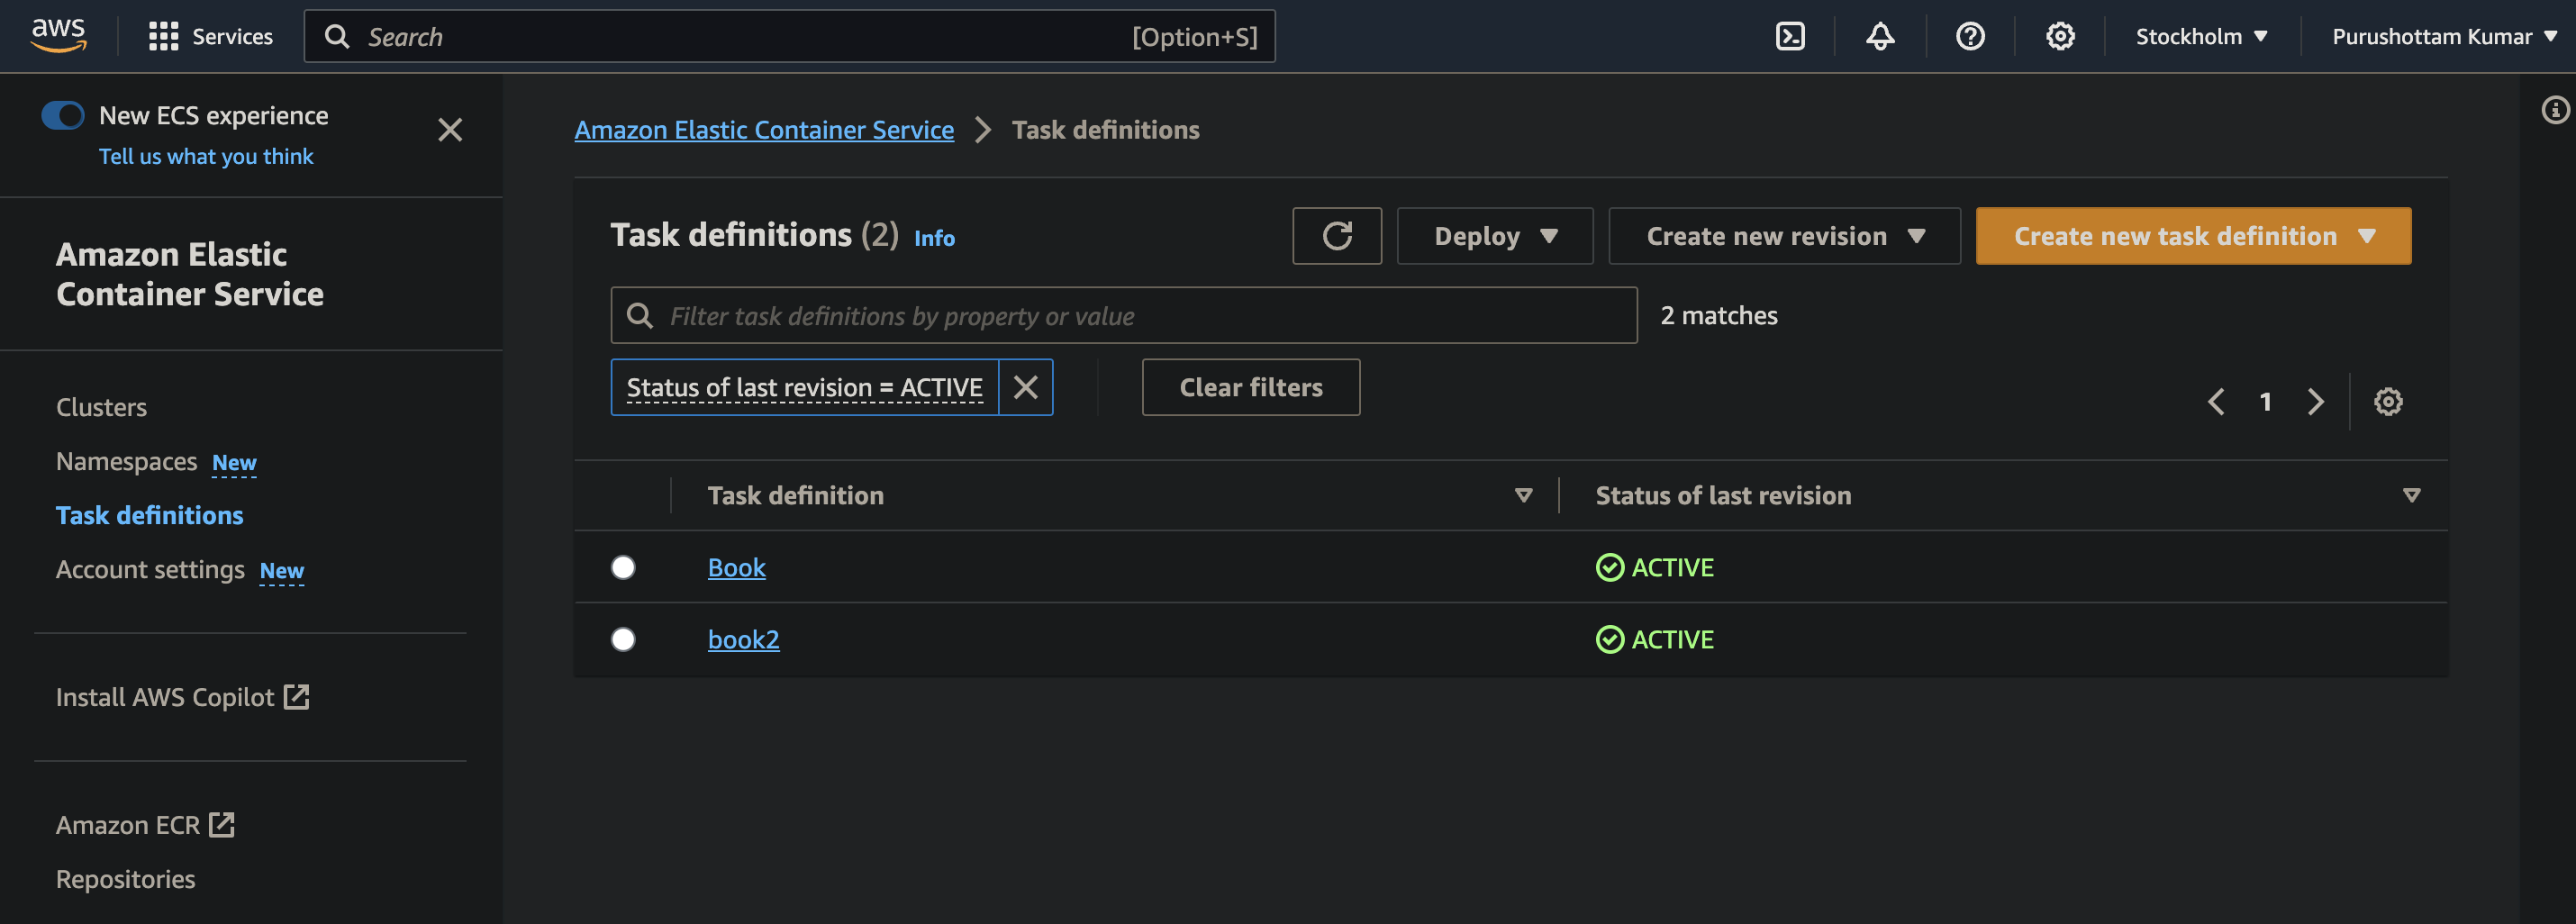 aws
Services
Search
[Option+S]
Stockholm
Purushottam Kumar
New ECS experience
Tell us what you think
Amazon Elastic
Container Service
Clusters
Namespaces New
Task definitions
Account settings New
Install AWS Copilot
Amazon ECR
Repositories
Amazon Elastic Container Service
Task definitions
Task definitions (2) Info
Deploy
Create new revision
Create new task definition
Filter task definitions by property or value
2 matches
Status of last revision = ACTIVE
Clear filters
1
Task definition
Status of last revision
Book
ACTIVE
book2
ACTIVE